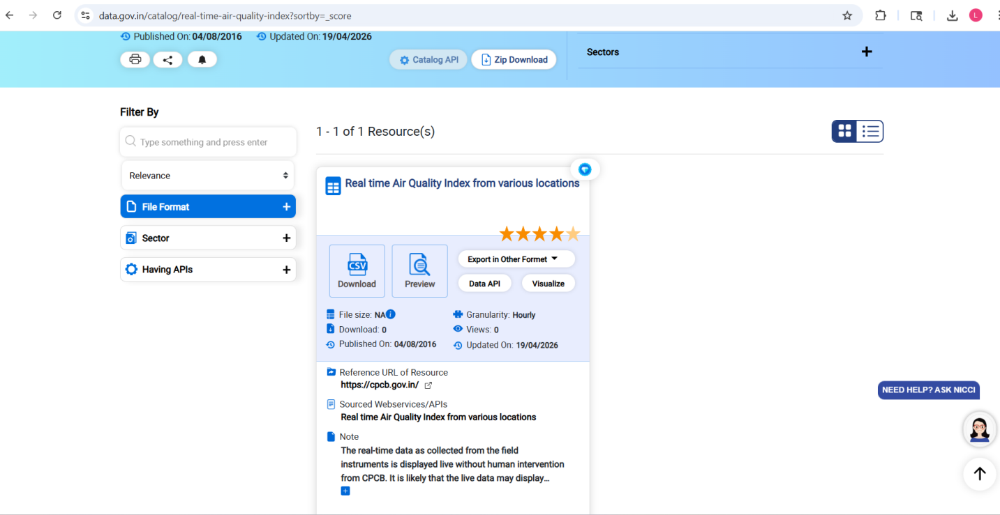 data.gov.in/catalog/real-time-air-quality-index?sortby=_score
L
Published On: 04/08/2016 Updated On: 19/04/2026
Catalog API Zip Download
Sectors
Filter By
Type something and press enter
Relevance
File Format
Sector
Having APIs
1 - 1 of 1 Resource(s)
Real time Air Quality Index from various locations
CSV
Download
Preview
Export in Other Formet
Data API Visualize
File size: NA Granularity: Hourly
Download: 0 Views: 0
Published On: 04/08/2016 Updated On: 19/04/2026
Reference URL of Resource
https://cpcb.gov.in/
Sourced Webservices/APIs
Real time Air Quality Index from various locations
Note
The real-time data as collected from the field
instruments is displayed live without human intervention
from CPCB. It is likely that the live data may display...
NEED HELP? ASK NICCI